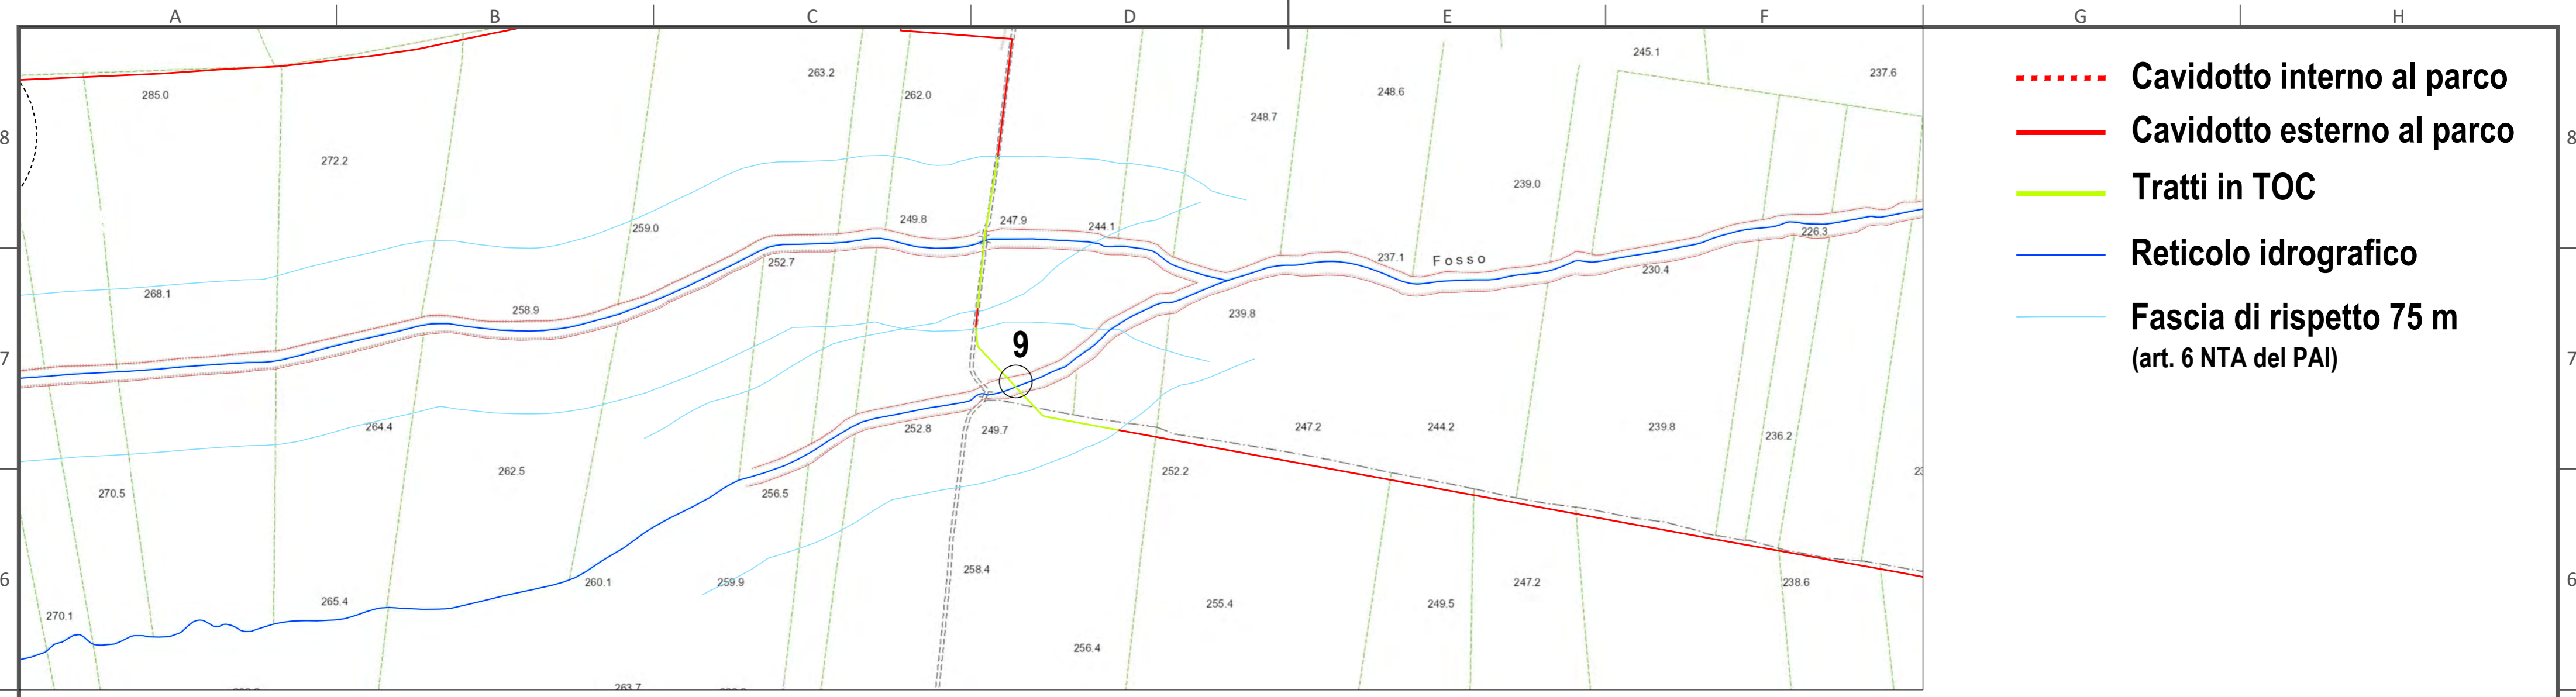 A B C D E F G H
245.1
263.2 237.6
285.0 262.0 248.6
248.7
8 8
272.2
239.0
249.8 247.9 244.1
259.0 226.3
252.7 237.1 Fosso
230.4
268.1
258.9 239.8
9
7 7
264.4 252.8 249.7 247.2 244.2 239.8 236.2
262.5 252.2
270.5 256.5
258.4
6 6
260.1 259.9 247.2 238.6
265.4 255.4 249.5
270.1
256.4
263.7
Cavidotto interno al parco
Cavidotto esterno al parco
Tratti in TOC
Reticolo idrografico
Fascia di rispetto 75 m
(art. 6 NTA del PAI)